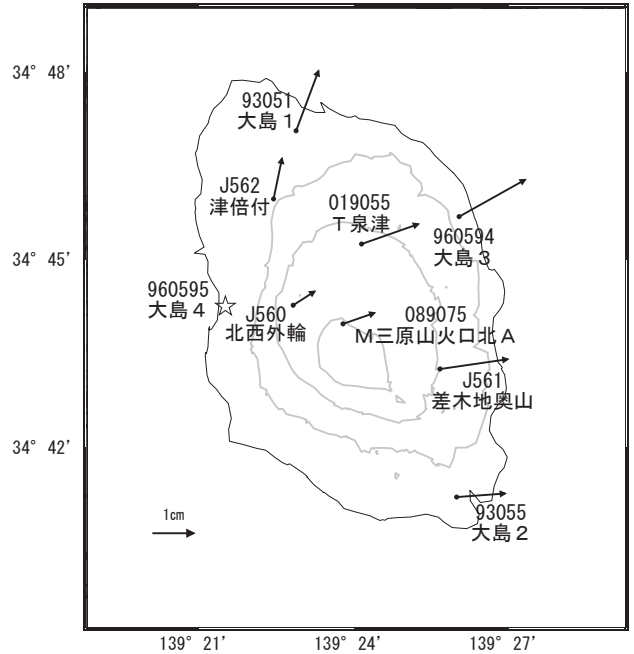 34° 48'
93051
大島１
J562
津倍付
019055
Ｔ泉津
960594
大島３
34° 45'
960595
大島４
J560
北西外輪
089075
Ｍ三原山火口北Ａ
J561
差木地奥山
34° 42'
93055
大島２
1cm
139° 21'
139° 24'
139° 27'